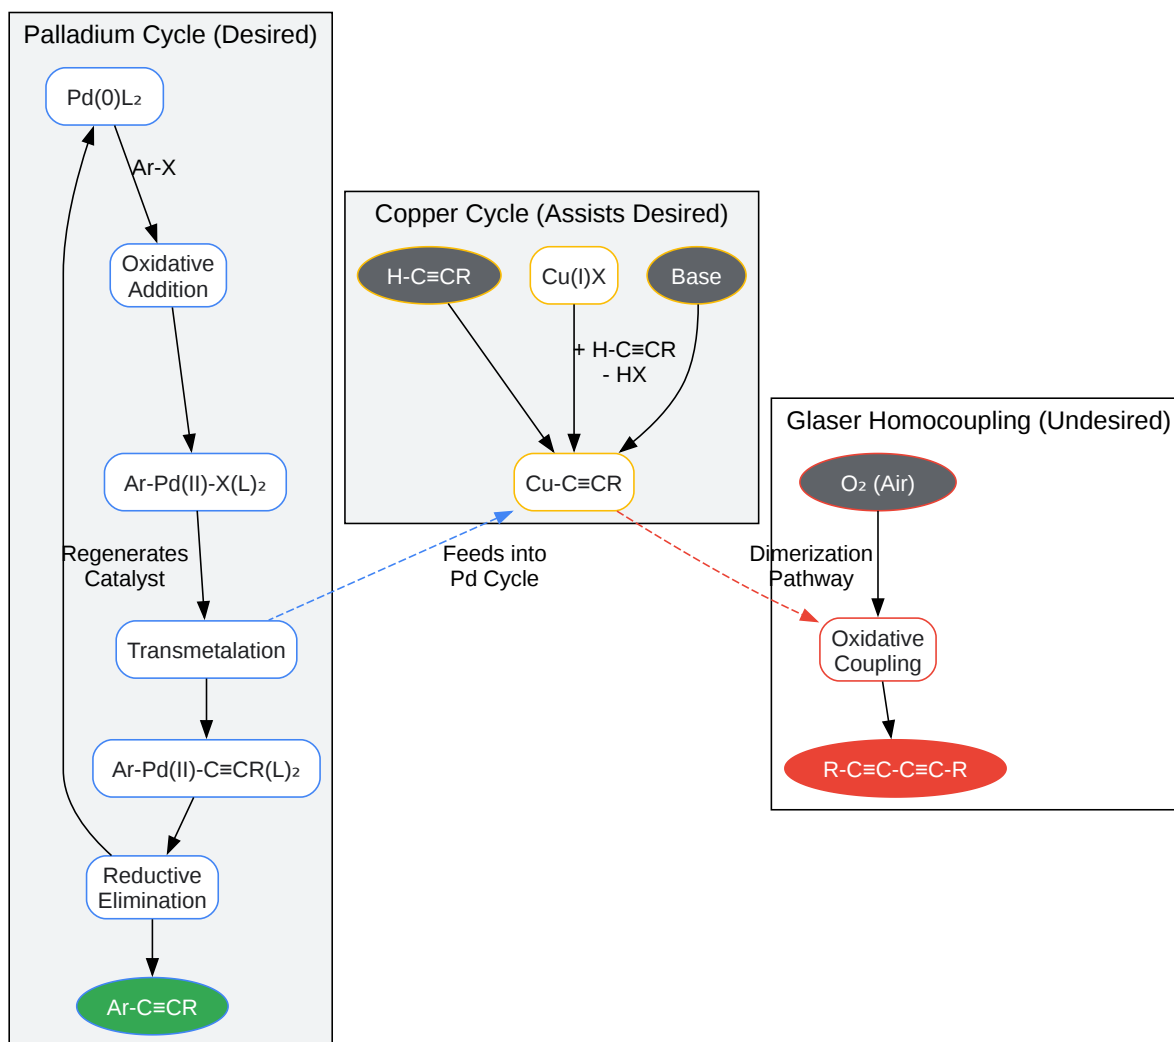 Palladium Cycle (Desired)
Pd(0)L₂
Ar-X
Oxidative
Addition
Ar-Pd(II)-X(L)₂
Regenerates
Catalyst
Transmetalation
Ar-Pd(II)-C≡CR(L)₂
Reductive
Elimination
Ar-C≡CR
Copper Cycle (Assists Desired)
H-C≡CR
Cu(I)X
Base
+ H-C≡CR
- HX
Cu-C≡CR
Feeds into
Pd Cycle
Glaser Homocoupling (Undesired)
O₂ (Air)
Dimerization
Pathway
Oxidative
Coupling
R-C≡C-C≡C-R